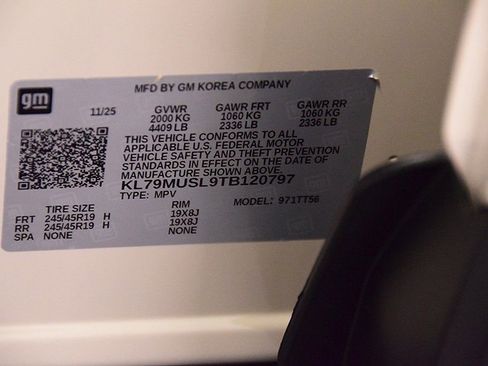 gm
MFD BY GM KOREA COMPANY
11/25 GVWR GAWR FRT GAWR RR
2000 KG 1060 KG 1060 KG
4409 LB 2336 LB 2336 LB
THIS VEHICLE CONFORMS TO ALL
APPLICABLE U.S. FEDERAL MOTOR
VEHICLE SAFETY AND THEFT PREVENTION
STANDARDS IN EFFECT ON THE DATE OF
MANUFACTURE SHOWN ABOVE.
KL79MUSL9TB120797
TYPE: MPV MODEL: 971TT56
TIRE SIZE RIM
FRT 245/45R19 H 19X8J
RR 245/45R19 H 19X8J
SPA NONE NONE